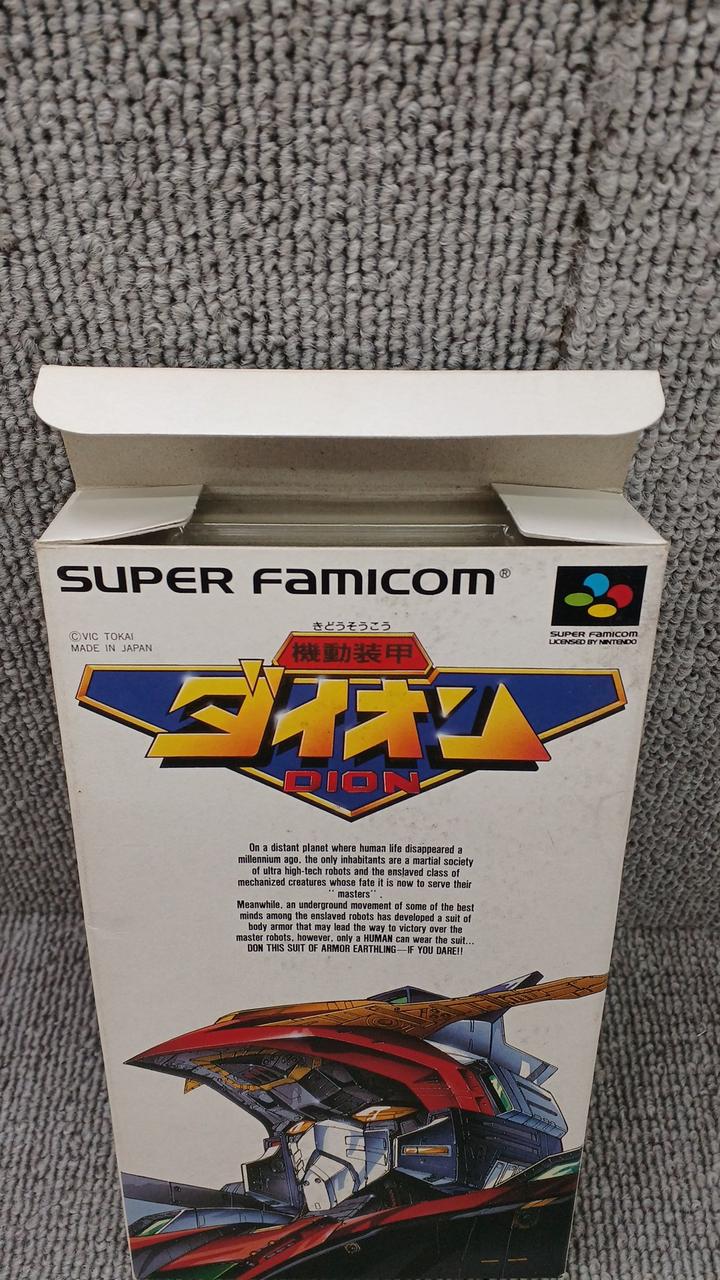 SUPER FAMICOM®
SUPER FAMICOM
LICENSED BY NINTENDO
©VIC TOKAI
MADE IN JAPAN
きどうそうこう
機動装甲
ダイオン
DION
On a distant planet where human life disappeared a
millennium ago, the only inhabitants are a martial society
of ultra high-tech robots and the enslaved class of
mechanized creatures whose fate it is now to serve their
"masters".
Meanwhile, an underground movement of some of the best
minds among the enslaved robots has developed a suit of
body armor that may lead the way to victory over the
master robots, however, only a HUMAN can wear the suit...
DON THIS SUIT OF ARMOR EARTHLING—IF YOU DARE!!